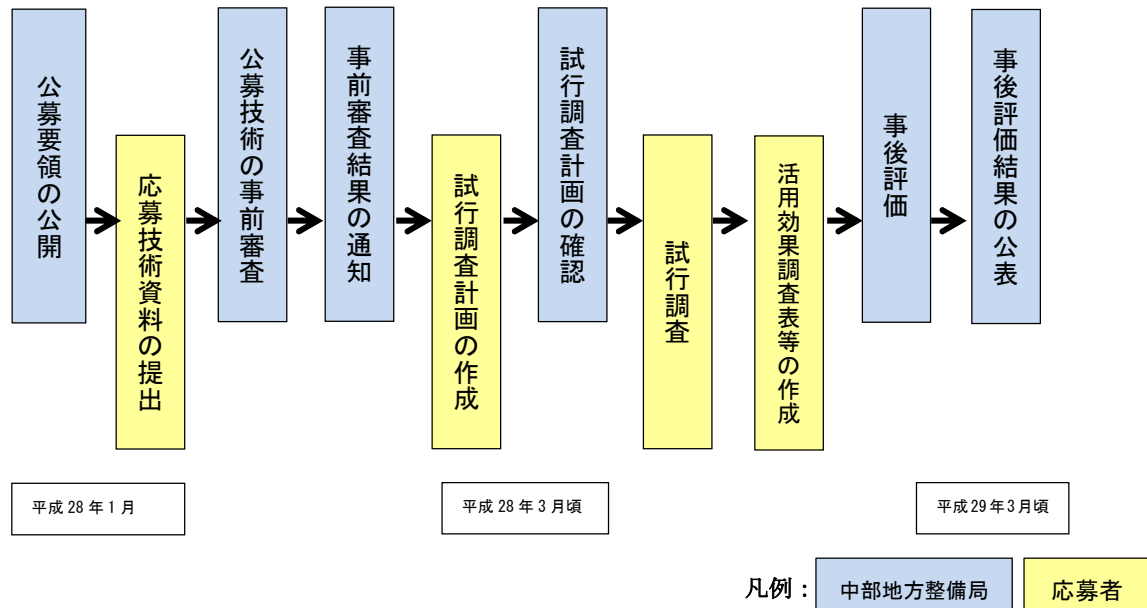 公募要領の公開
応募技術資料の提出
公募技術の事前審査
事前審査結果の通知
試行調査計画の作成
試行調査計画の確認
試行調査
活用効果調査表等の作成
事後評価
事後評価結果の公表
平成28年1月
平成28年3月頃
平成29年3月頃
凡例：
中部地方整備局
応募者